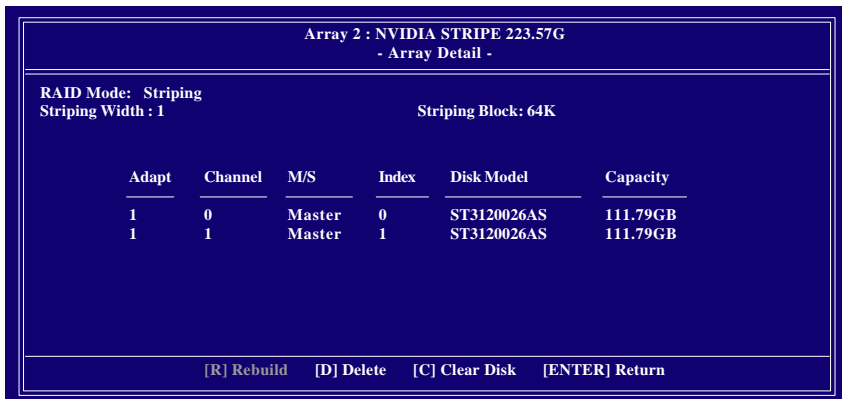 Array 2 : NVIDIA STRIPE 223.57G
- Array Detail -
RAID Mode: Striping
Striping Width : 1 Striping Block: 64K
Adapt Channel M/S Index Disk Model Capacity
1 0 Master 0 ST3120026AS 111.79GB
1 1 Master 1 ST3120026AS 111.79GB
[R] Rebuild [D] Delete [C] Clear Disk [ENTER] Return